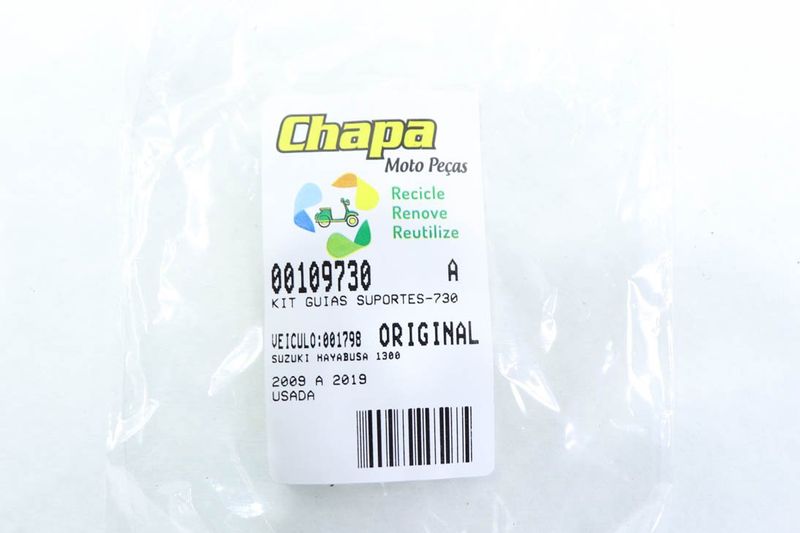 Chapa
Moto Peças
Recicle
Renove
Reutilize
00109730 A
KIT GUIAS SUPORTES-730
VEICULO:001798 ORIGINAL
SUZUKI HAYABUSA 1300
2009 A 2019
USADA